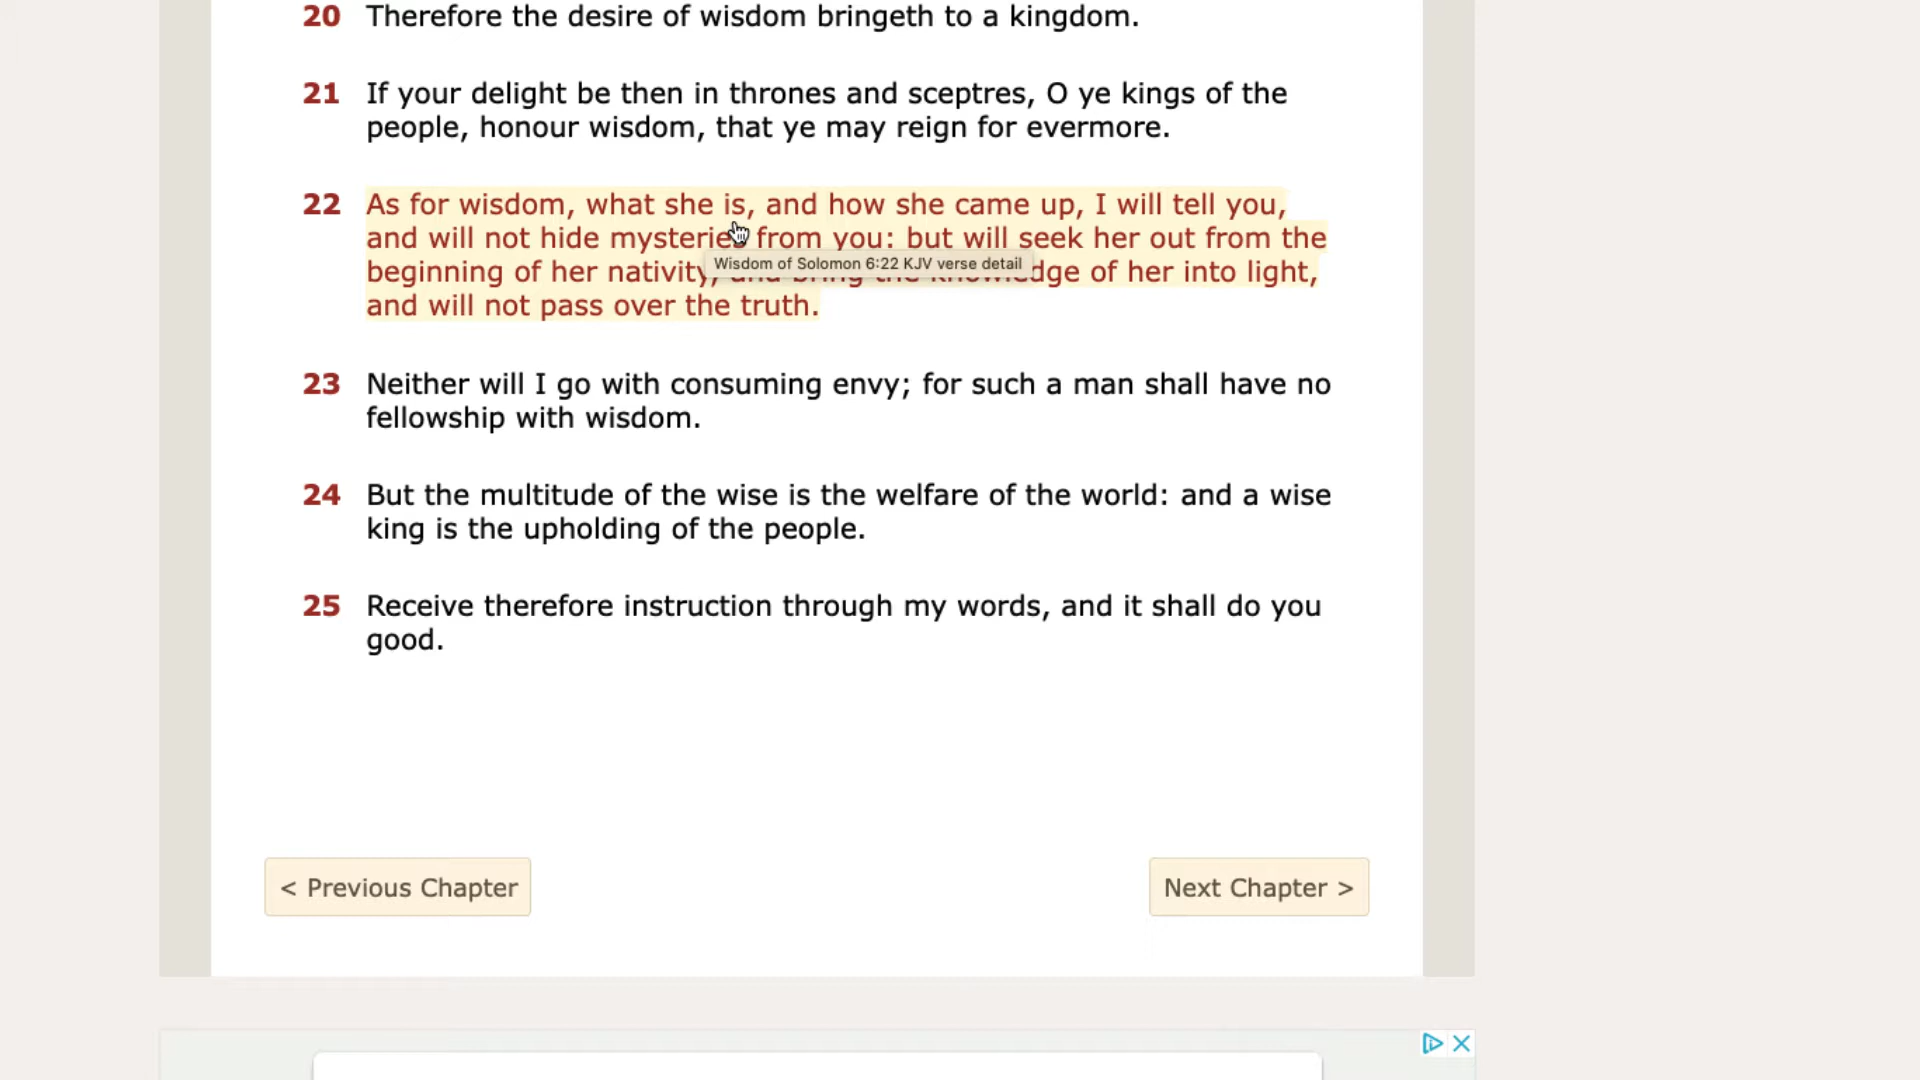 20 Therefore the desire of wisdom bringeth to a kingdom.
21 If your delight be then in thrones and sceptres, O ye kings of the
people, honour wisdom, that ye may reign for evermore.
22 As for wisdom, what she is, and how she came up, I will tell you,
and will not hide mysteries from you: but will seek her out from the
Wisdom of Solomon 6:22 KJV verse detail
beginning of her nativity, and bring the knowledge of her into light,
and will not pass over the truth.
23 Neither will I go with consuming envy; for such a man shall have no
fellowship with wisdom.
24 But the multitude of the wise is the welfare of the world: and a wise
king is the upholding of the people.
25 Receive therefore instruction through my words, and it shall do you
good.
< Previous Chapter
Next Chapter >